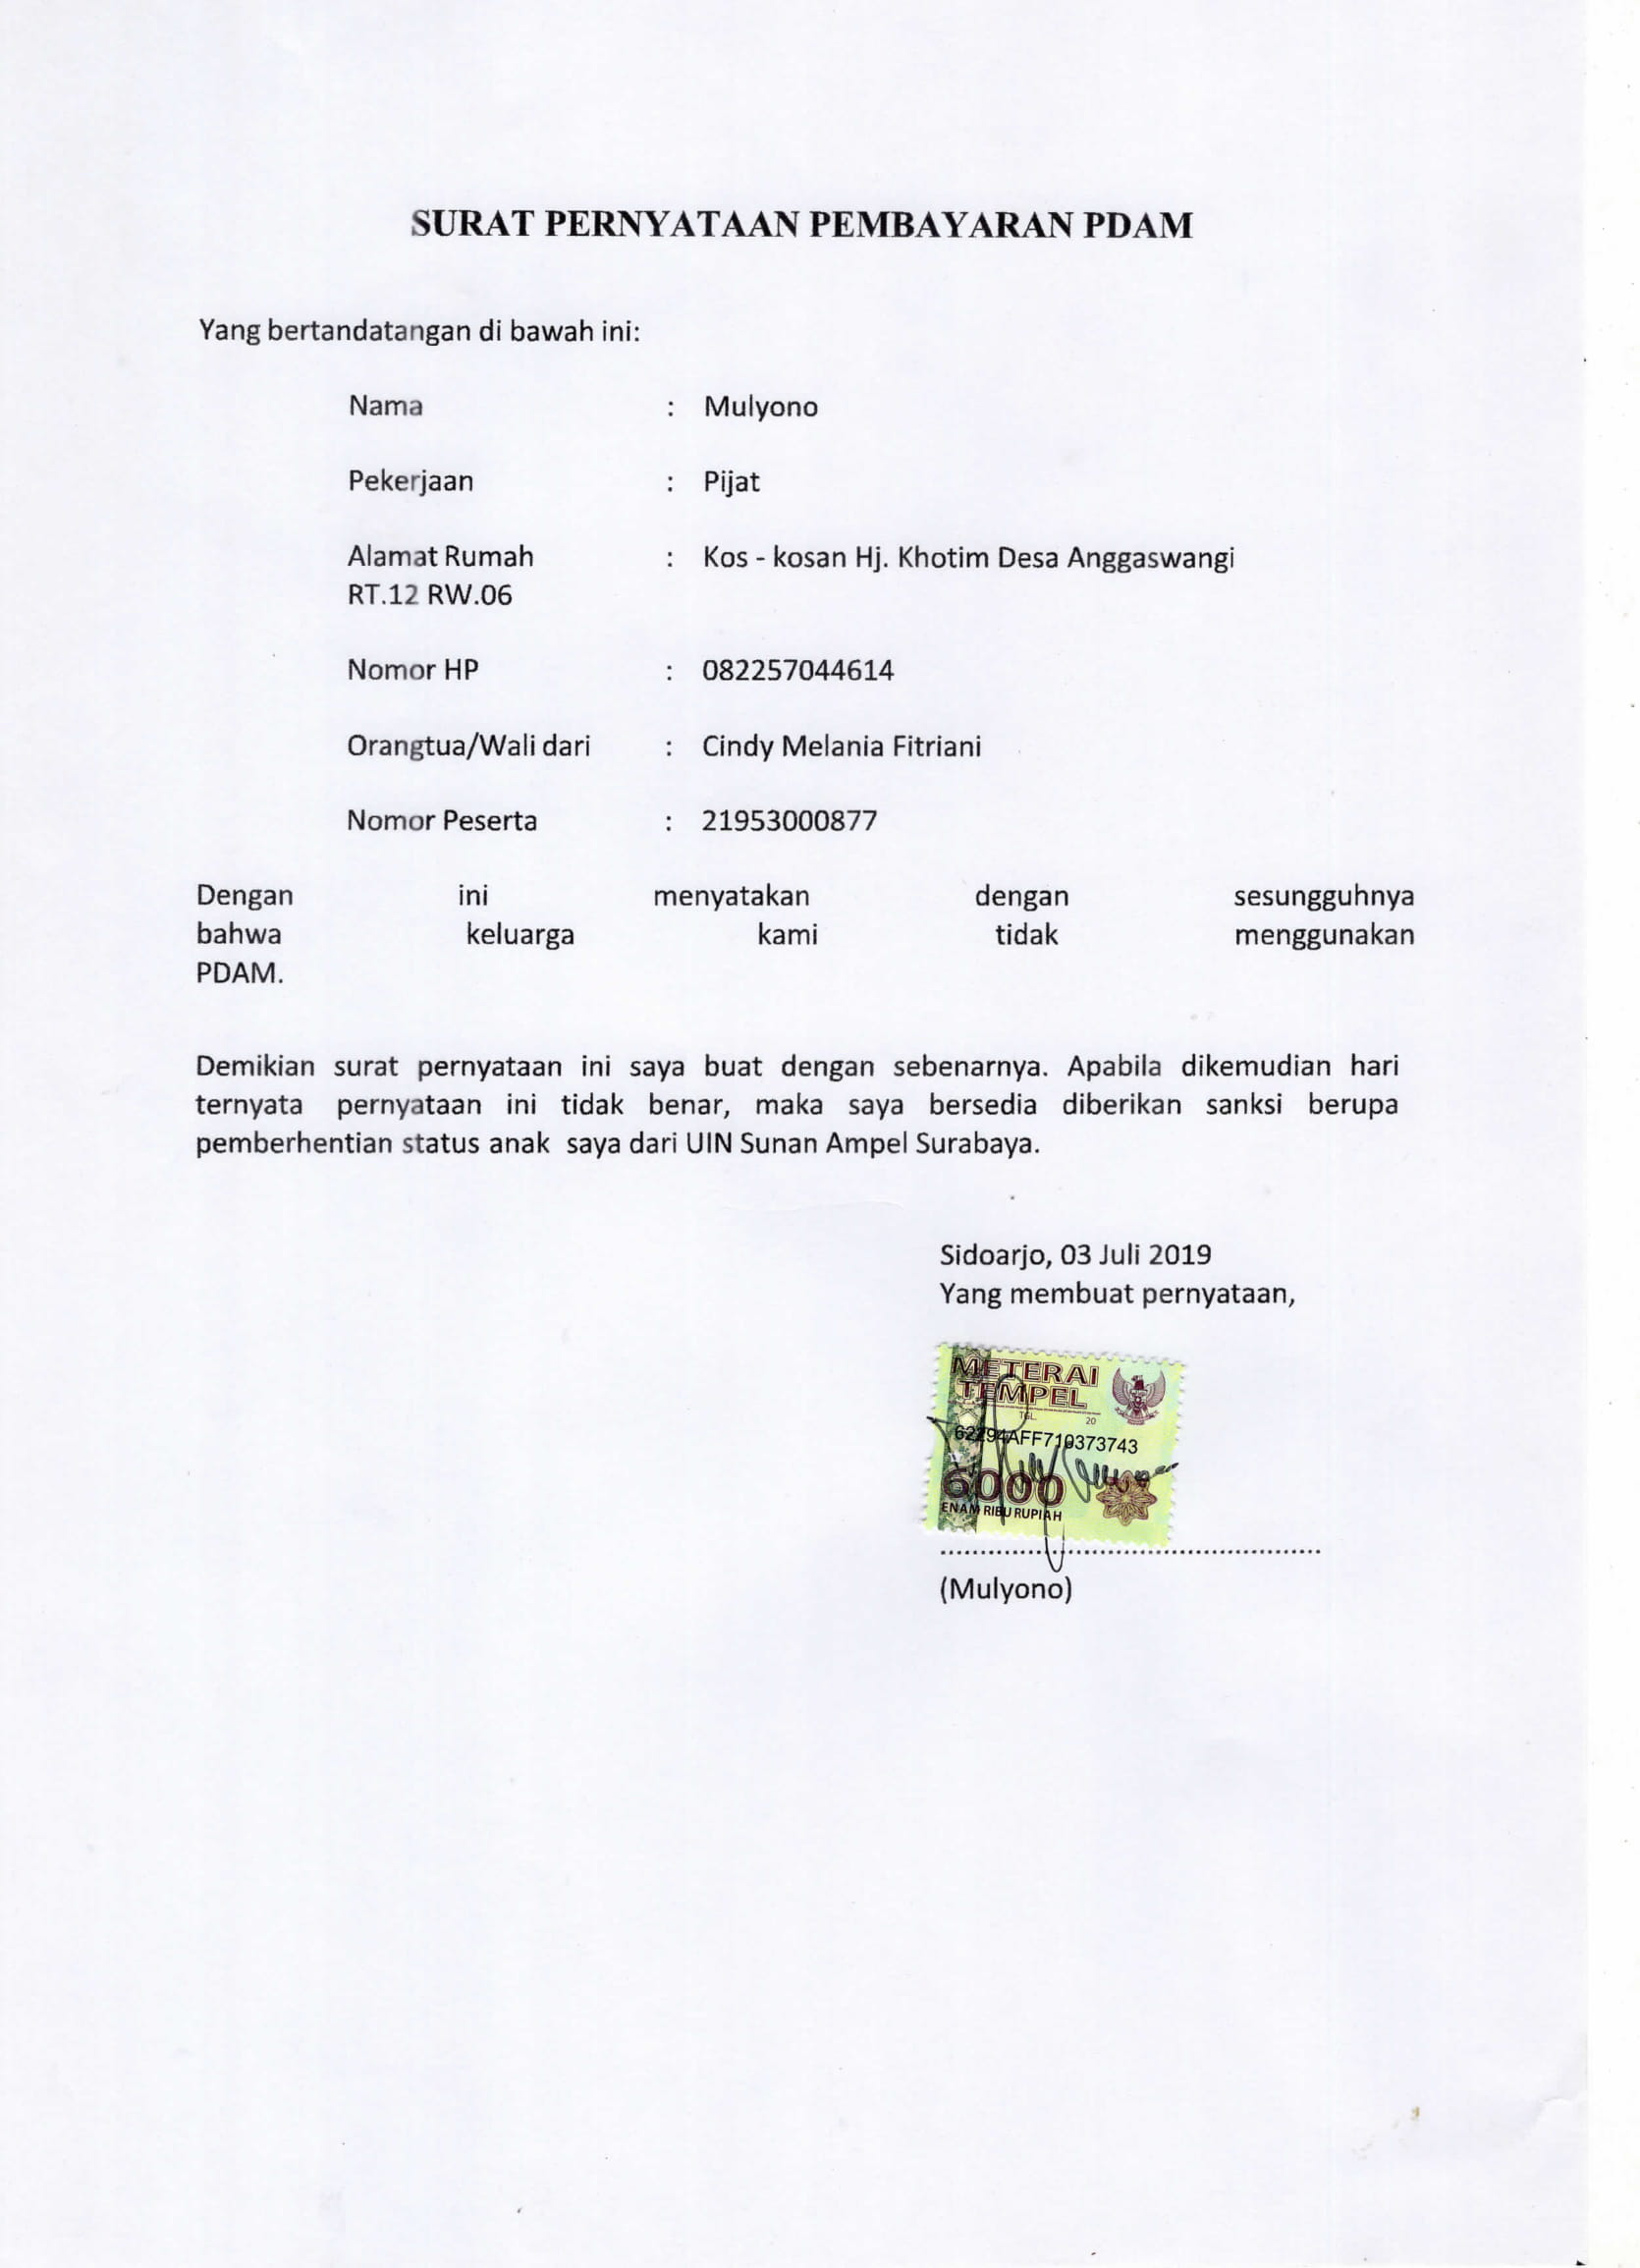 SURAT PERNYATAAN PEMBAYARAN PDAM
Yang bertandatangan di bawah ini:
Nama : Mulyono
Pekerjaan : Pijat
Alamat Rumah : Kos - kosan Hj. Khotim Desa Anggaswangi
RT.12 RW.06
Nomor HP : 082257044614
Orangtua/Wali dari : Cindy Melania Fitriani
Nomor Peserta : 21953000877
Dengan ini menyatakan dengan sesungguhnya
bahwa keluarga kami tidak menggunakan
PDAM.
Demikian surat pernyataan ini saya buat dengan sebenarnya. Apabila dikemudian hari
ternyata pernyataan ini tidak benar, maka saya bersedia diberikan sanksi berupa
pemberhentian status anak saya dari UIN Sunan Ampel Surabaya.
Sidoarjo, 03 Juli 2019
Yang membuat pernyataan,
METERAI
TEMPEL
TGL. 20
62294AFF710373743
6000
ENAM RIBU RUPIAH
................................................
(Mulyono)